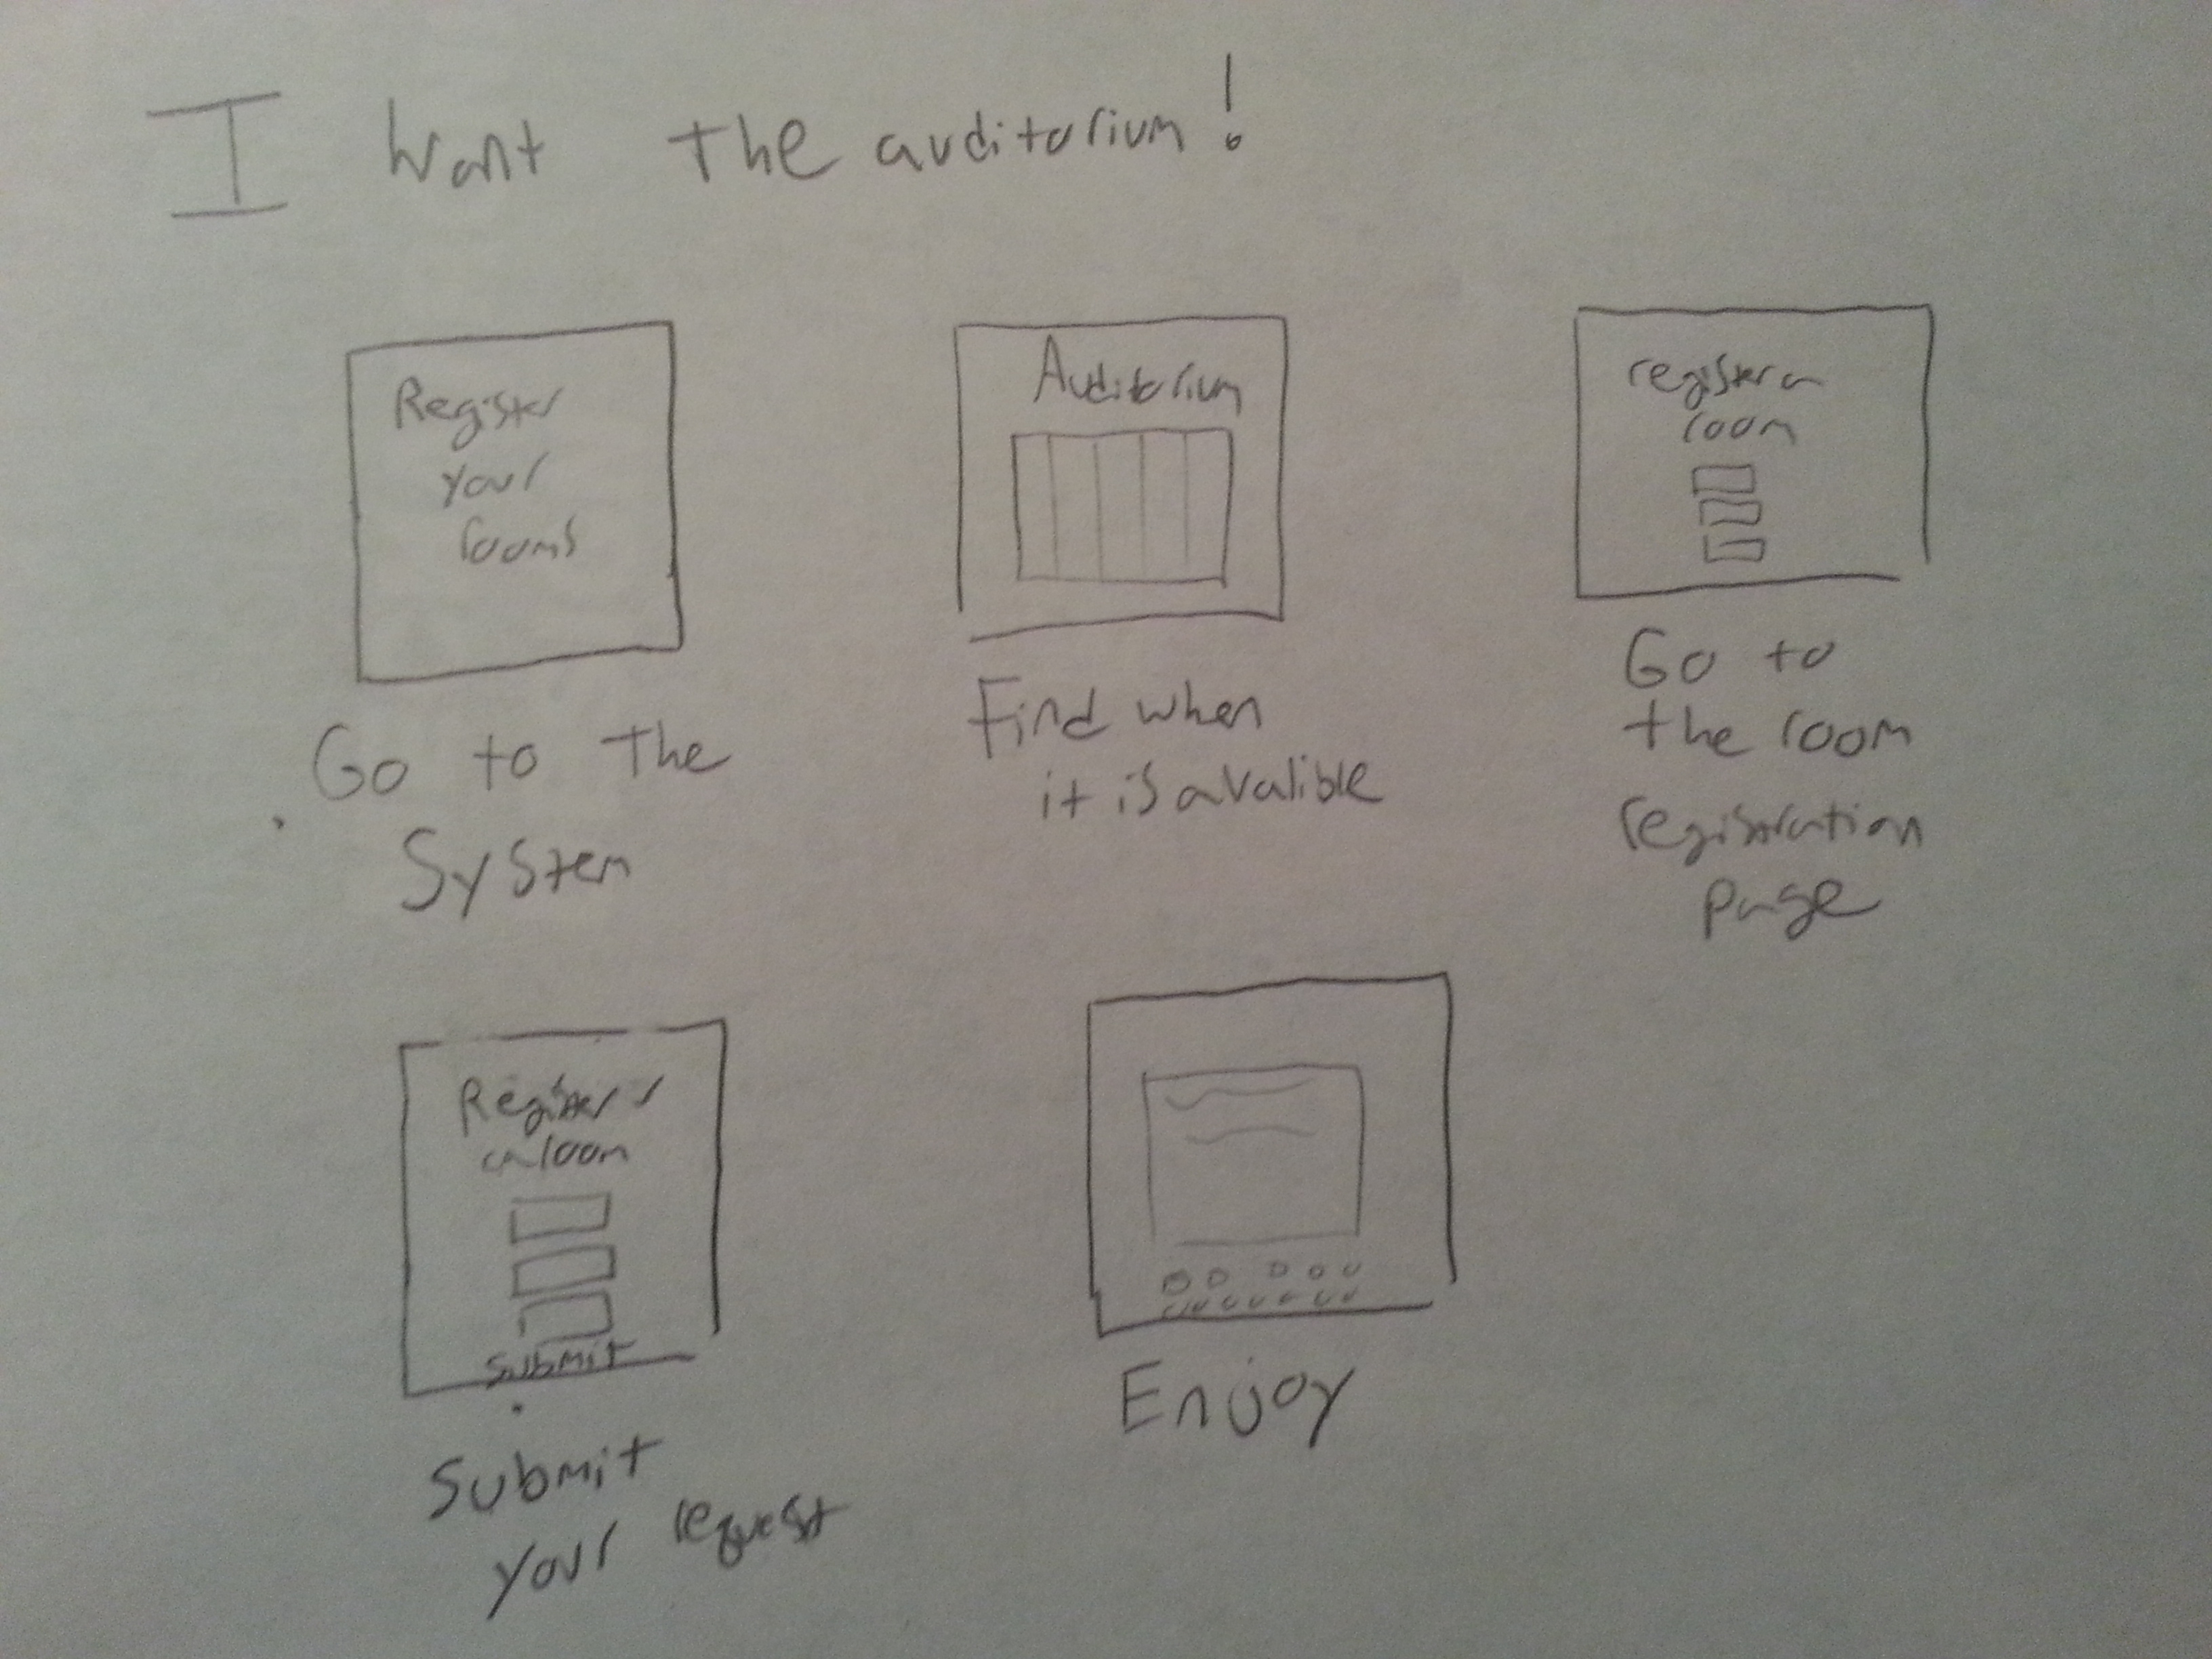 I want the auditorium!
Register
your
rooms
Go to the
System
Auditorium
Find when
it is avalible
register a
room
Go to
the room
registration
page
Register
a room
submit
Submit
your request
Enjoy